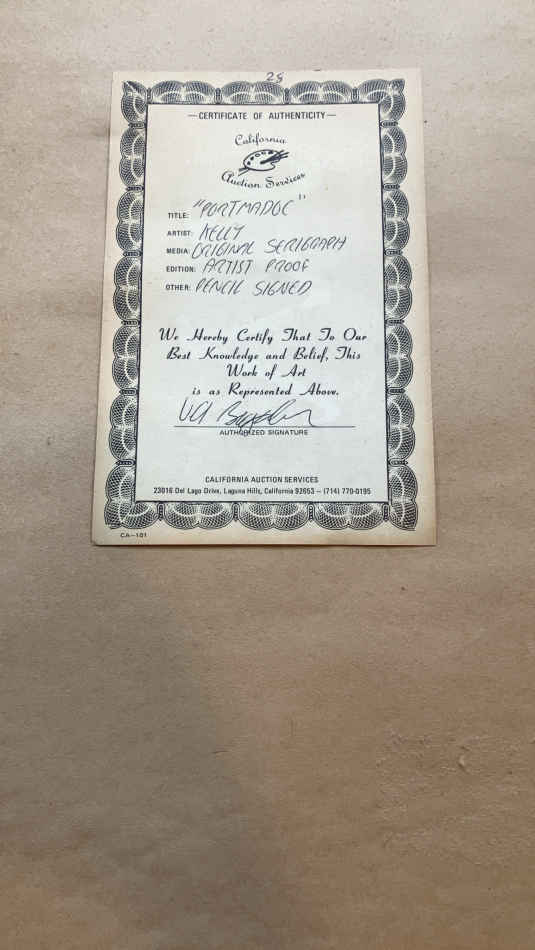 28
— CERTIFICATE OF AUTHENTICITY —
California
Auction Services
TITLE: "PORTMADOC"
ARTIST: KELLY
MEDIA: ORIGINAL SERIGRAPH
EDITION: ARTIST PROOF
OTHER: PENCIL SIGNED
We Hereby Certify That To Our
Best Knowledge and Belief, This
Work of Art
is as Represented Above.
AUTHORIZED SIGNATURE
CALIFORNIA AUCTION SERVICES
23016 Del Lago Drive, Laguna Hills, California 92653 — (714) 770-0195
CA—101